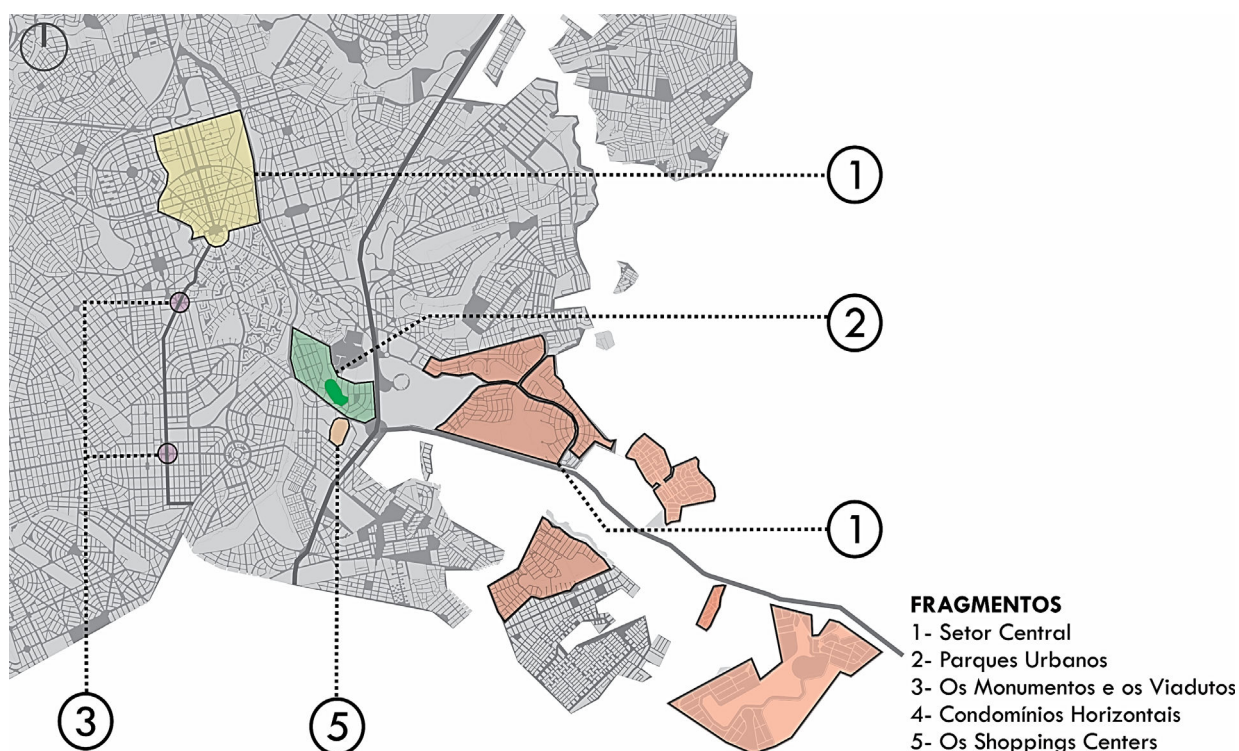 1
2
1
3
5
FRAGMENTOS
1- Setor Central
2- Parques Urbanos
3- Os Monumentos e os Viadutos
4- Condomínios Horizontais
5- Os Shoppings Centers